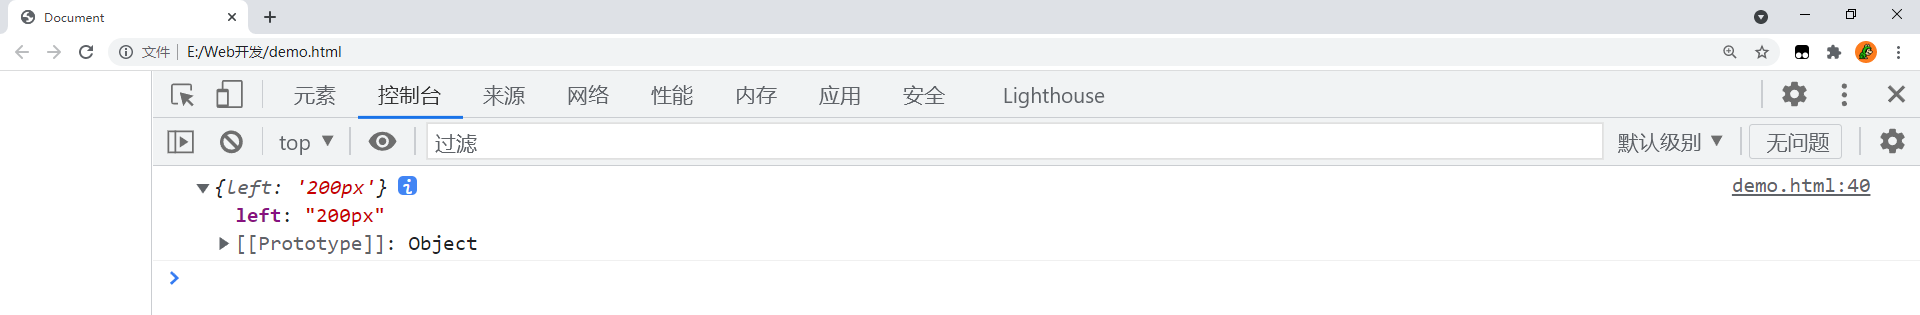 Document
文件 E:/Web开发/demo.html
元素 控制台 来源 网络 性能 内存 应用 安全 Lighthouse
top 过滤 默认级别 无问题
{left: '200px'} i demo.html:40
left: "200px"
[[Prototype]]: Object